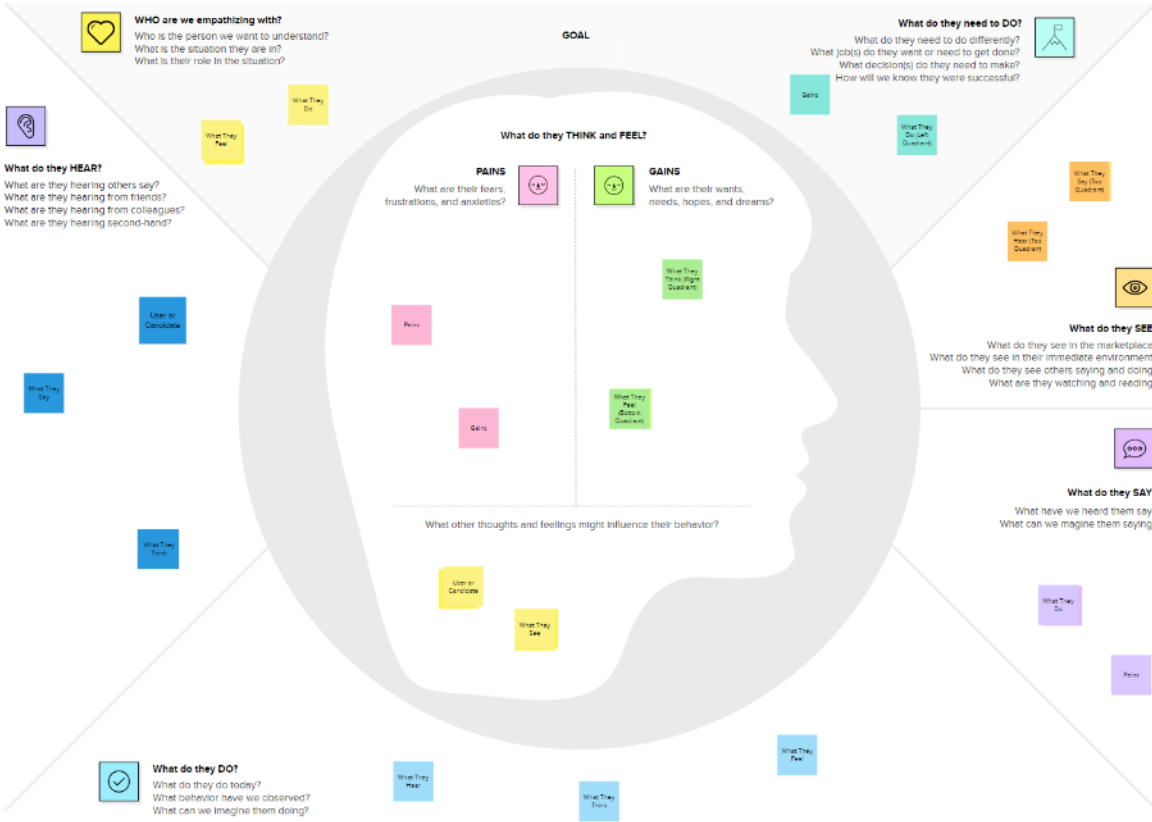 WHO are we empathizing with?
Who is the person we want to understand?
What is the situation they are in?
What is their role in the situation?
GOAL
What do they need to DO?
What do they need to do differently?
What job(s) do they want or need to get done?
What decision(s) do they need to make?
How will we know they were successful?
What They
Do
What They
Feel
Gains
What They
Do (Left
Quadrant)
What do they HEAR?
What are they hearing others say?
What are they hearing from friends?
What are they hearing from colleagues?
What are they hearing second-hand?
What do they THINK and FEEL?
PAINS
What are their fears,
frustrations, and anxieties?
GAINS
What are their wants,
needs, hopes, and dreams?
What They
Say (Top
Quadrant)
What They
Hear (Top
Quadrant
What They
Think (Right
Quadrant)
User or
Candidate
Pains
What do they SEE
What do they see in the marketplace
What do they see in their immediate environment
What do they see others saying and doing
What are they watching and reading
What They
Say
What They
Feel
(Bottom
Quadrant)
Gains
What do they SAY
What have we heard them say
What can we magine them saying
What other thoughts and feelings might influence their behavior?
What They
Think
User or
Candidate
What They
See
What They
Do
Pains
What do they DO?
What do they do today?
What behavior have we observed?
What can we imagine them doing?
What They
Hear
What They
Think
What They
Feel